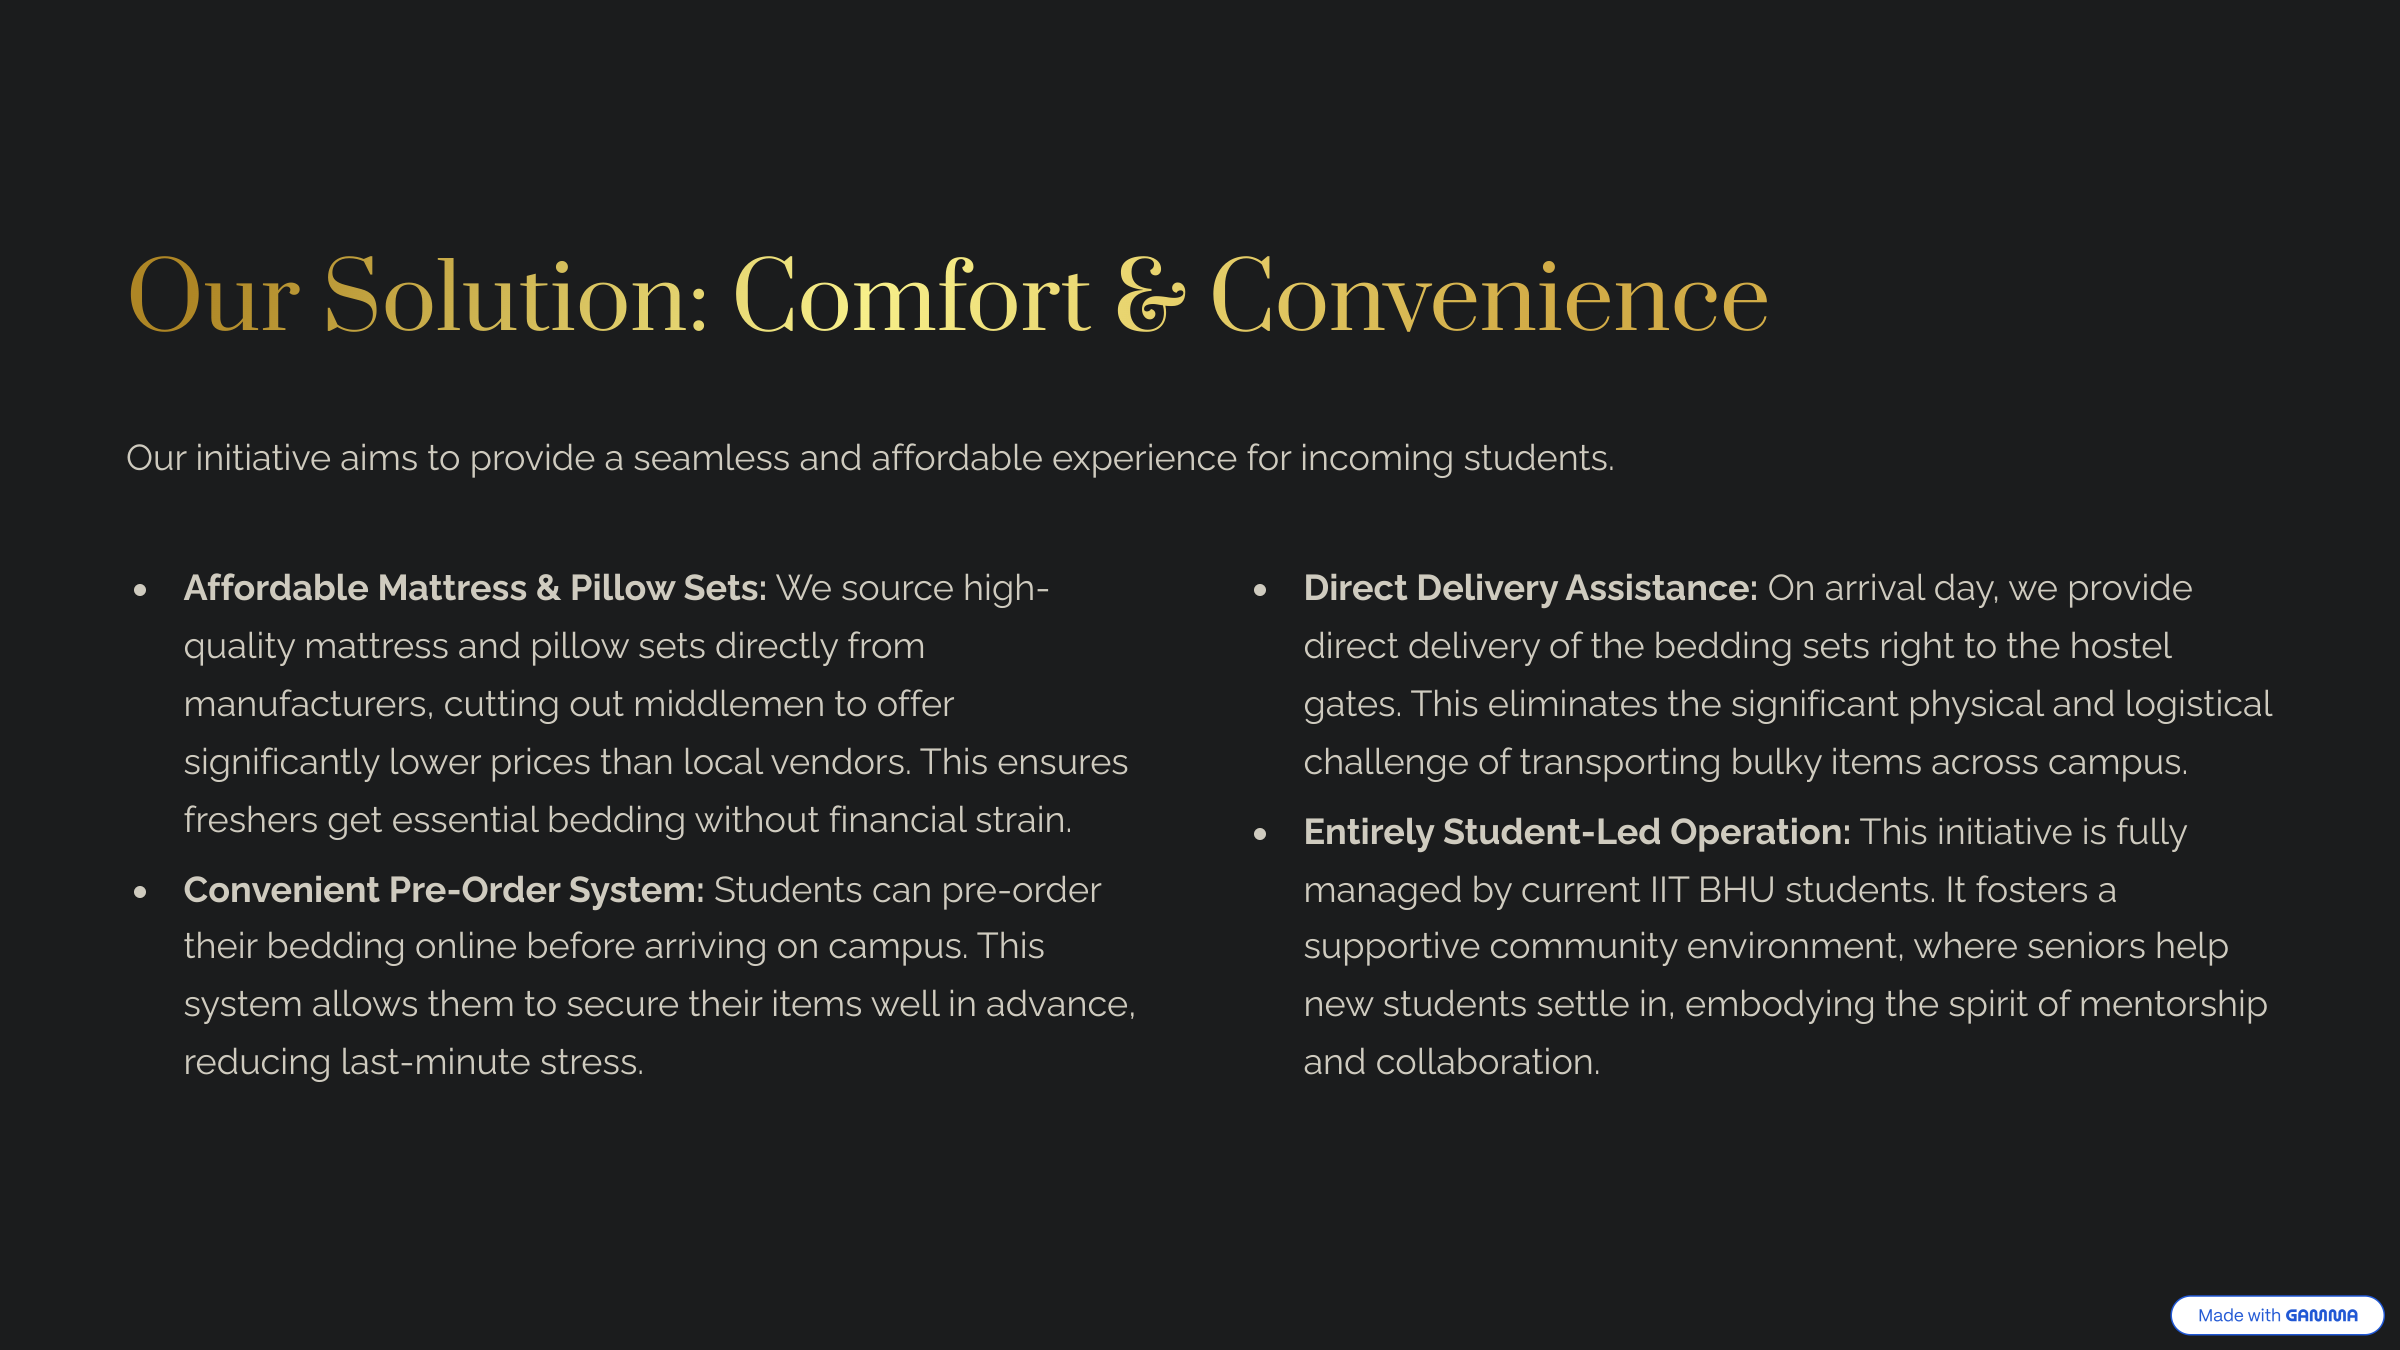 Our Solution: Comfort & Convenience
Our initiative aims to provide a seamless and affordable experience for incoming students.
• Affordable Mattress & Pillow Sets: We source high-
quality mattress and pillow sets directly from
manufacturers, cutting out middlemen to offer
significantly lower prices than local vendors. This ensures
freshers get essential bedding without financial strain.
• Convenient Pre-Order System: Students can pre-order
their bedding online before arriving on campus. This
system allows them to secure their items well in advance,
reducing last-minute stress.
• Direct Delivery Assistance: On arrival day, we provide
direct delivery of the bedding sets right to the hostel
gates. This eliminates the significant physical and logistical
challenge of transporting bulky items across campus.
• Entirely Student-Led Operation: This initiative is fully
managed by current IIT BHU students. It fosters a
supportive community environment, where seniors help
new students settle in, embodying the spirit of mentorship
and collaboration.
Made with GAMMA